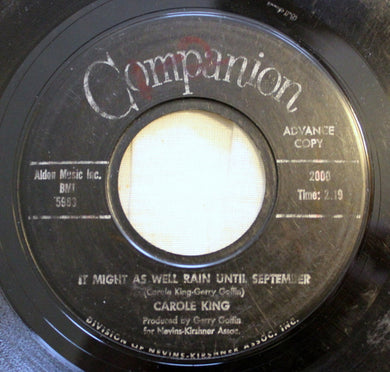 Companion
ADVANCE
COPY
Aldon Music Inc.
BMI
5983
2000
Time: 2.19
IT MIGHT AS WELL RAIN UNTIL SEPTEMBER
(Carole King-Gerry Goffin)
CAROLE KING
Produced by Gerry Goffin
for Nevins-Kirshner Assoc.
DIVISION OF NEVINS-KIRSHNER ASSOC. INC.